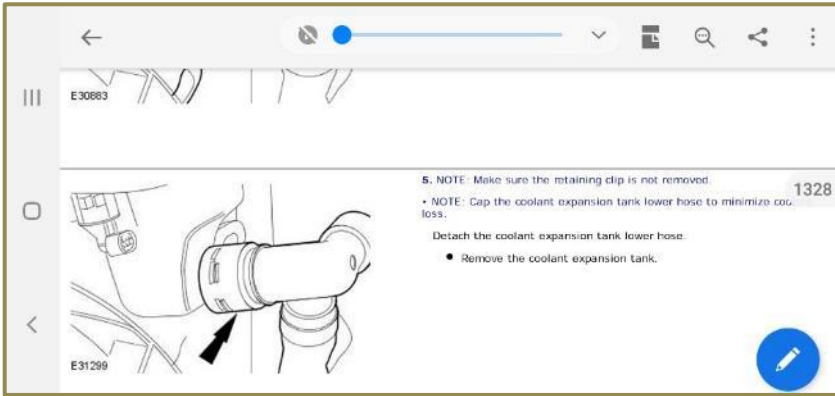 E30883
5. NOTE: Make sure the retaining clip is not removed.
1328
• NOTE: Cap the coolant expansion tank lower hose to minimize
loss.
Detach the coolant expansion tank lower hose.
• Remove the coolant expansion tank.
E31299